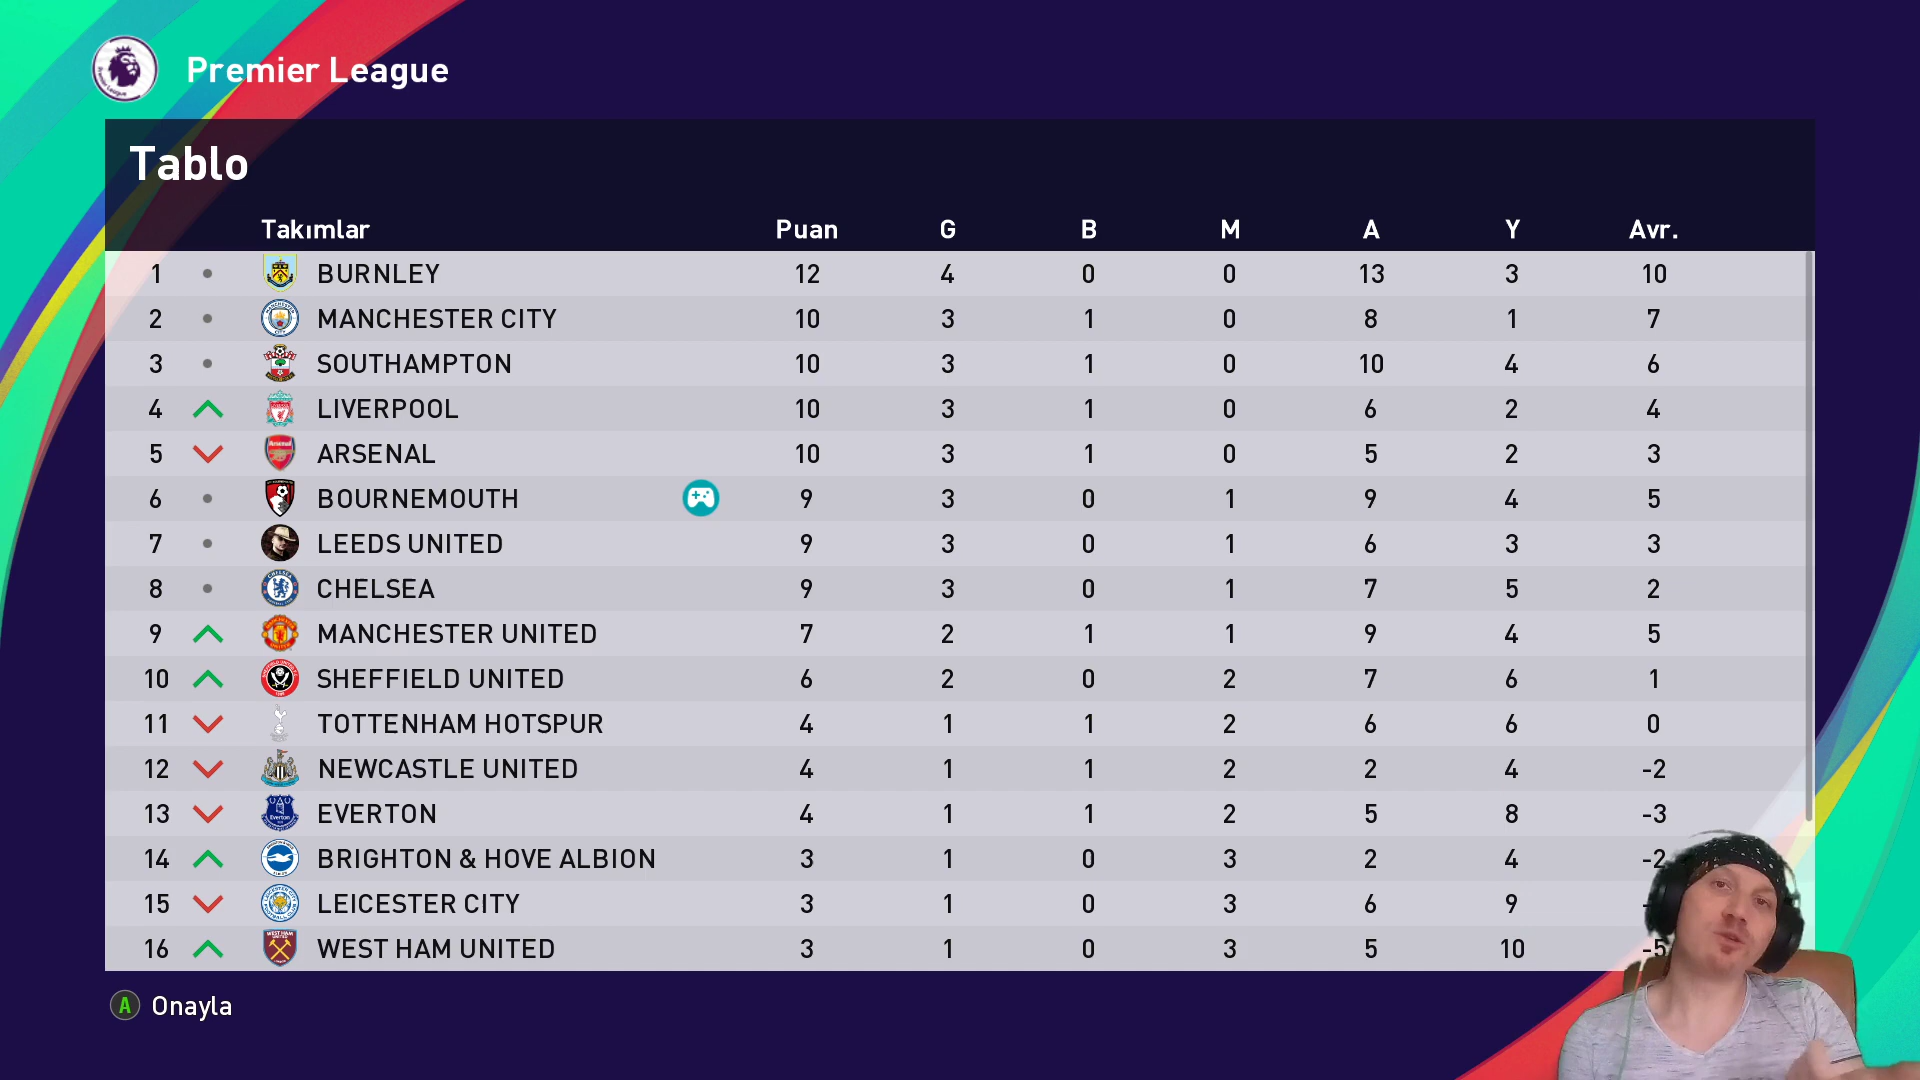 Premier League
Tablo
Takımlar Puan G B M A Y Avr.
1 BURNLEY 12 4 0 0 13 3 10
2 MANCHESTER CITY 10 3 1 0 8 1 7
3 SOUTHAMPTON 10 3 1 0 10 4 6
4 LIVERPOOL 10 3 1 0 6 2 4
5 ARSENAL 10 3 1 0 5 2 3
6 BOURNEMOUTH 9 3 0 1 9 4 5
7 LEEDS UNITED 9 3 0 1 6 3 3
8 CHELSEA 9 3 0 1 7 5 2
9 MANCHESTER UNITED 7 2 1 1 9 4 5
10 SHEFFIELD UNITED 6 2 0 2 7 6 1
11 TOTTENHAM HOTSPUR 4 1 1 2 6 6 0
12 NEWCASTLE UNITED 4 1 1 2 2 4 -2
13 EVERTON 4 1 1 2 5 8 -3
14 BRIGHTON & HOVE ALBION 3 1 0 3 2 4 -2
15 LEICESTER CITY 3 1 0 3 6 9
16 WEST HAM UNITED 3 1 0 3 5 10 -5
A Onayla